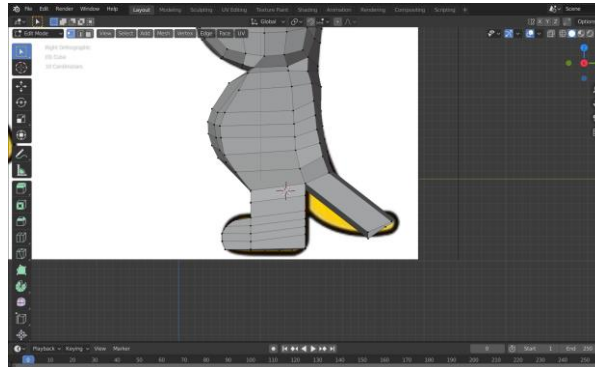 File Edit Render Window Help Layout Modeling Sculpting UV Editing Texture Paint Shading Animation Rendering Compositing Scripting + Scene
Global Options
Edit Mode View Select Add Mesh Vertex Edge Face UV
Right Orthographic
10 Centimeters
Playback Keying View Marker 0 Start 1 End 250
0 10 20 30 40 50 60 70 80 90 100 110 120 130 140 150 160 170 180 190 200 210 220 230 240 250